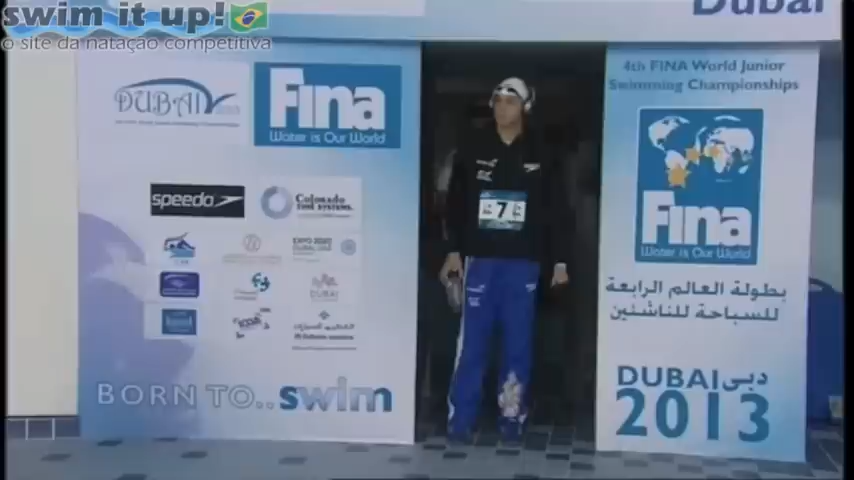 swim it up!
o site da natação competitiva
Dubai
DUBAI 2013
Fina
Water is Our World
speedo
COLORADO
TIME SYSTEMS
EXPO 2020
DUBAI
BORN TO.. swim
7
4th FINA World Junior
Swimming Championships
Fina
Water is Our World
بطولة العالم الرابعة
للسباحة للناشئين
DUBAI دبي
2013